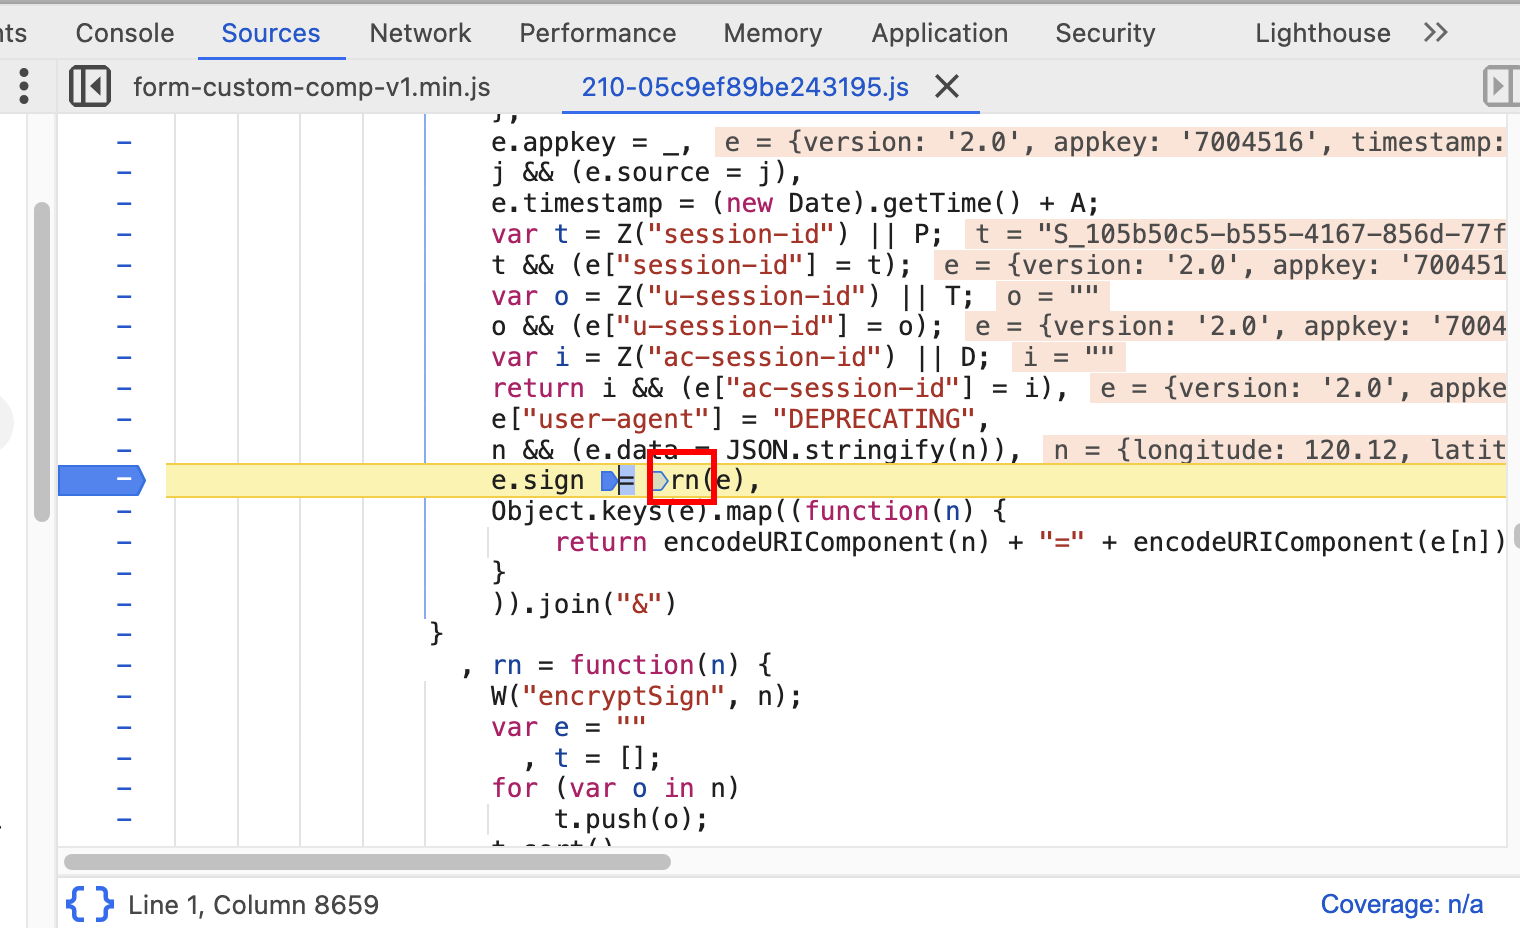 nts Console Sources Network Performance Memory Application Security Lighthouse
form-custom-comp-v1.min.js 210-05c9ef89be243195.js
},
e.appkey = _, e = {version: '2.0', appkey: '7004516', timestamp:
j && (e.source = j),
e.timestamp = (new Date).getTime() + A;
var t = Z("session-id") || P; t = "S_105b50c5-b555-4167-856d-77f
t && (e["session-id"] = t); e = {version: '2.0', appkey: '700451
var o = Z("u-session-id") || T; o = ""
o && (e["u-session-id"] = o); e = {version: '2.0', appkey: '7004
var i = Z("ac-session-id") || D; i = ""
return i && (e["ac-session-id"] = i), e = {version: '2.0', appke
e["user-agent"] = "DEPRECATING",
n && (e.data = JSON.stringify(n)), n = {longitude: 120.12, latit
e.sign = rn(e),
Object.keys(e).map((function(n) {
return encodeURIComponent(n) + "=" + encodeURIComponent(e[n])
}
)).join("&")
}
, rn = function(n) {
W("encryptSign", n);
var e = ""
, t = [];
for (var o in n)
t.push(o);
t.sort()
{ } Line 1, Column 8659 Coverage: n/a